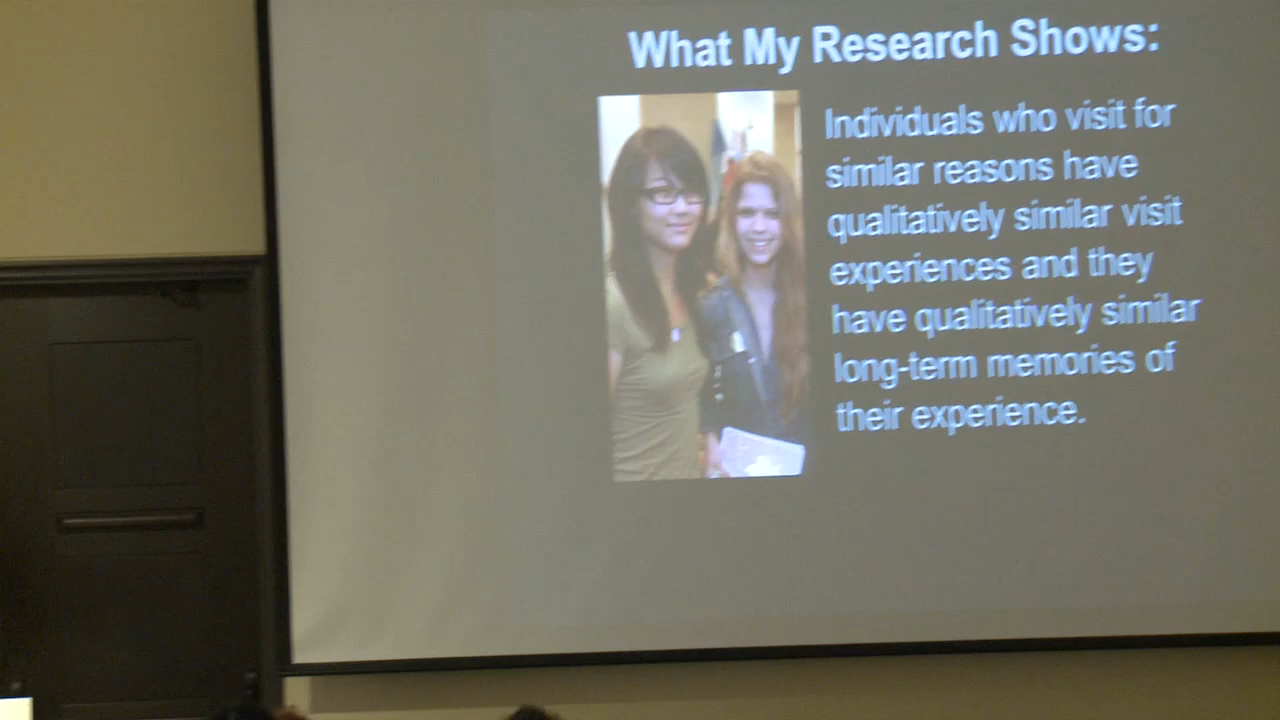 What My Research Shows:
Individuals who visit for
similar reasons have
qualitatively similar visit
experiences and they
have qualitatively similar
long-term memories of
their experience.